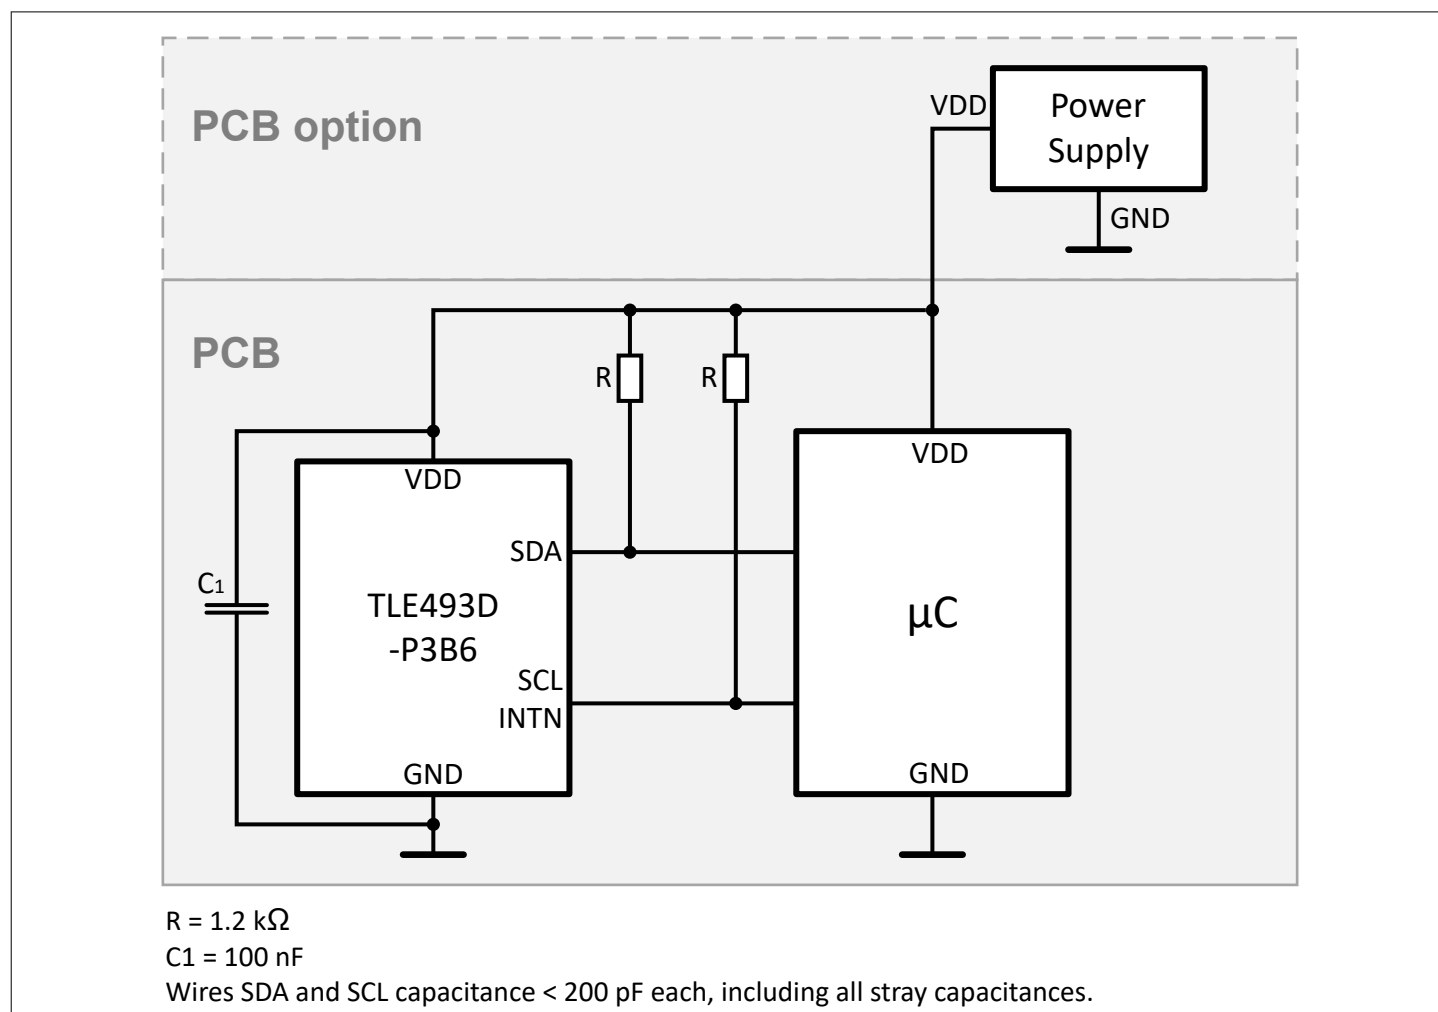 PCB option
VDD
Power
Supply
GND
PCB
R
R
VDD
VDD
SDA
C1
TLE493D
-P3B6
µC
SCL
INTN
GND
GND
R = 1.2 kΩ
C1 = 100 nF
Wires SDA and SCL capacitance < 200 pF each, including all stray capacitances.